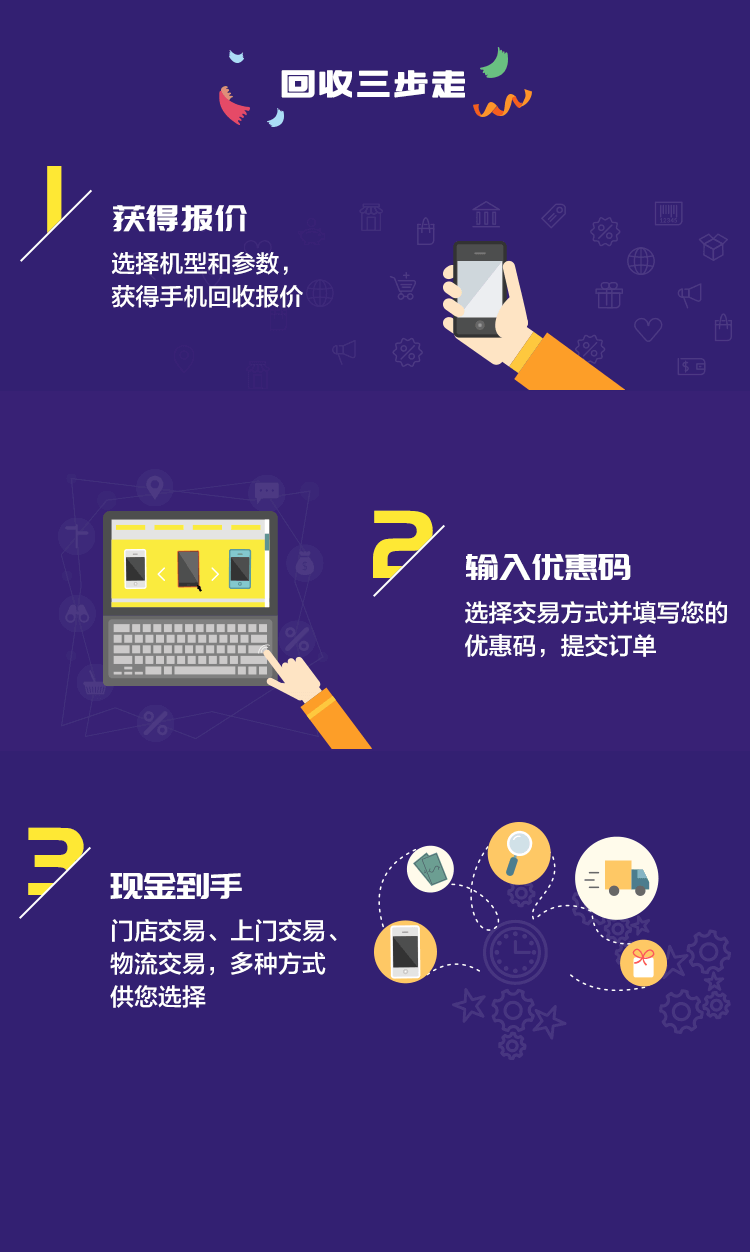 回收三步走
1
获得报价
选择机型和参数，
获得手机回收报价
2
输入优惠码
选择交易方式并填写您的
优惠码，提交订单
3
现金到手
门店交易、上门交易、
物流交易，多种方式
供您选择